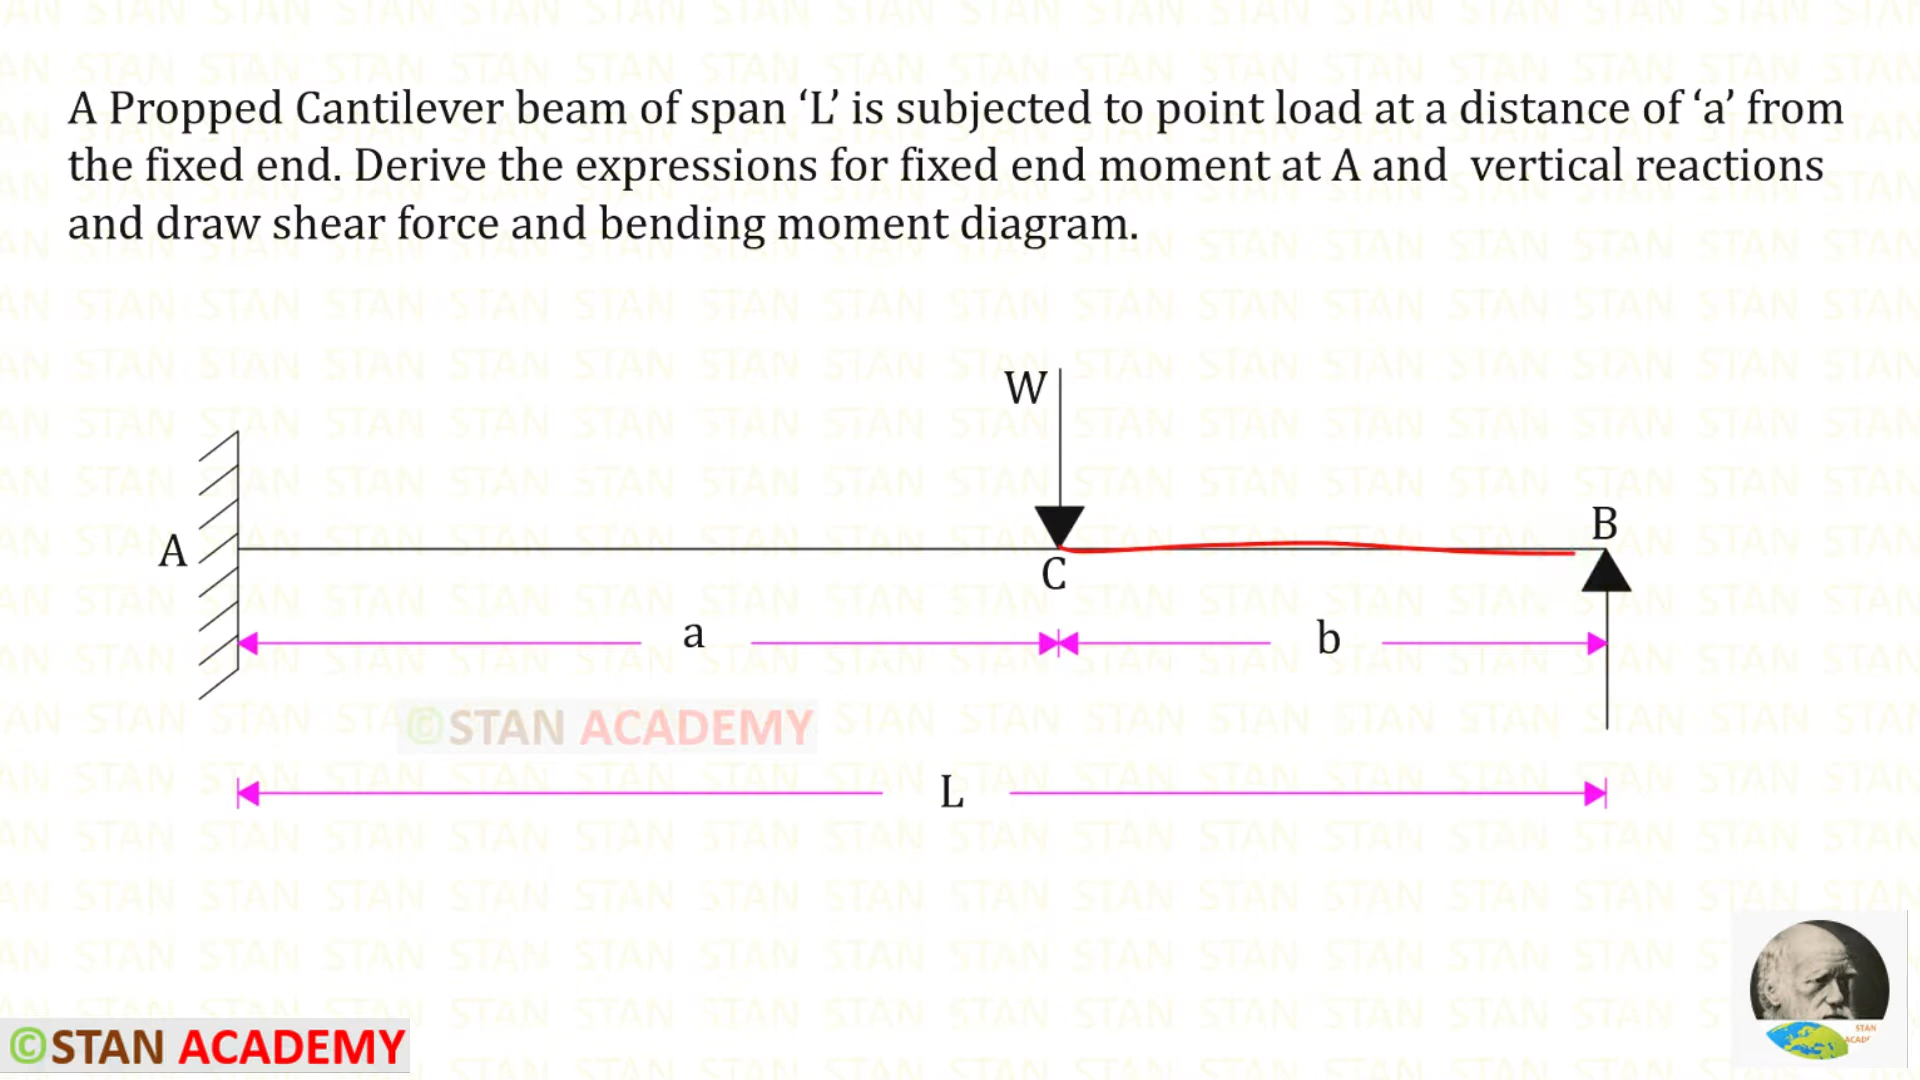 A Propped Cantilever beam of span ‘L’ is subjected to point load at a distance of ‘a’ from
the fixed end. Derive the expressions for fixed end moment at A and vertical reactions
and draw shear force and bending moment diagram.
W
B
A
C
a
b
©STAN ACADEMY
L
STAN
©STAN ACADEMY